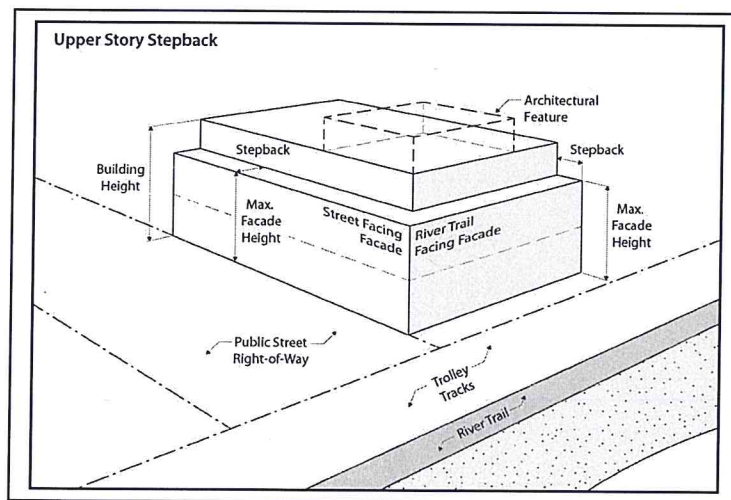 Upper Story Stepback
Architectural
Feature
Stepback
Stepback
Building
Height
Max.
Facade
Height
Street Facing
Facade
River Trail
Facing Facade
Max.
Facade
Height
Public Street
Right-of-Way
Trolley
Tracks
River Trail